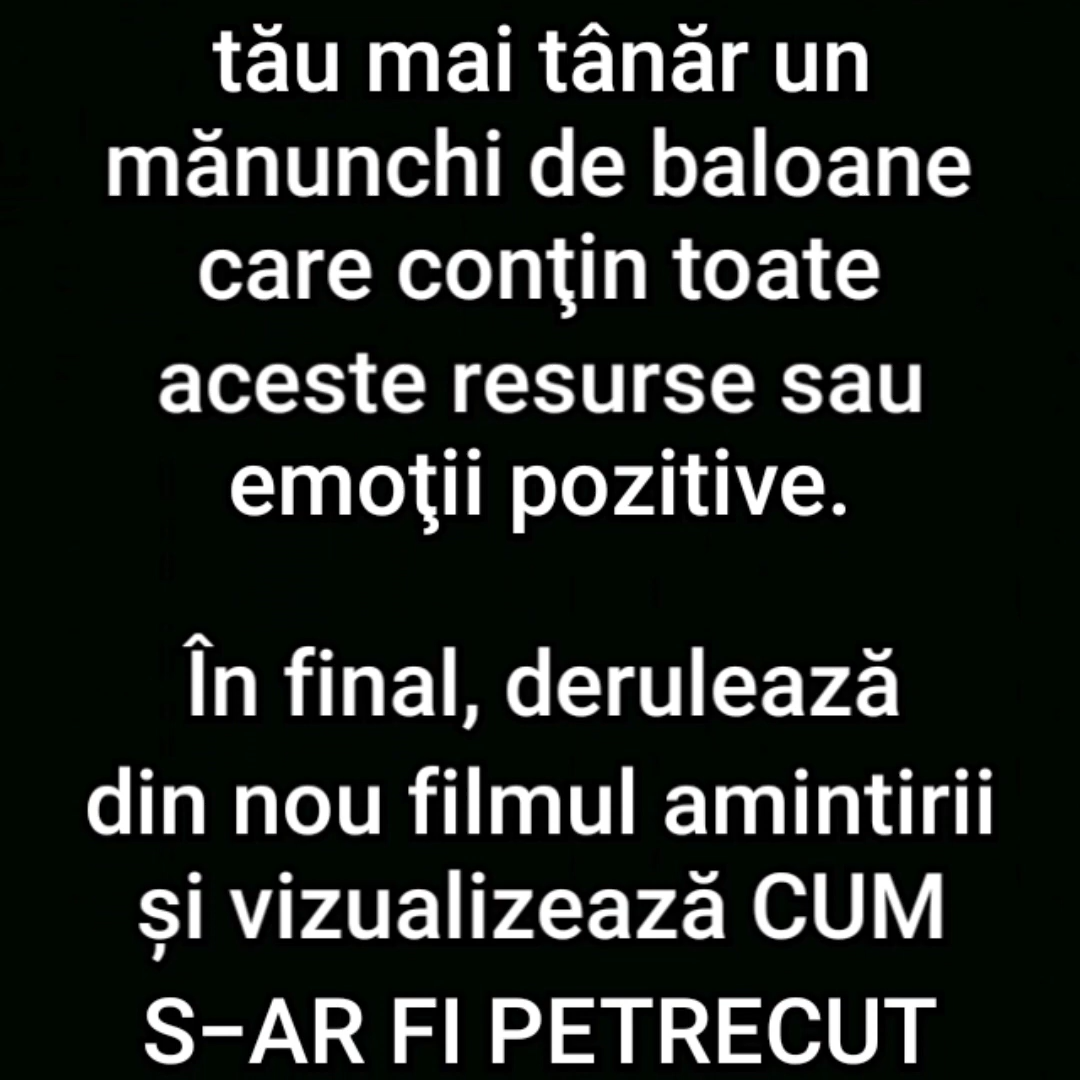 tău mai tânăr un
mănunchi de baloane
care conţin toate
aceste resurse sau
emoţii pozitive.
În final, derulează
din nou filmul amintirii
și vizualizează CUM
S-AR FI PETRECUT